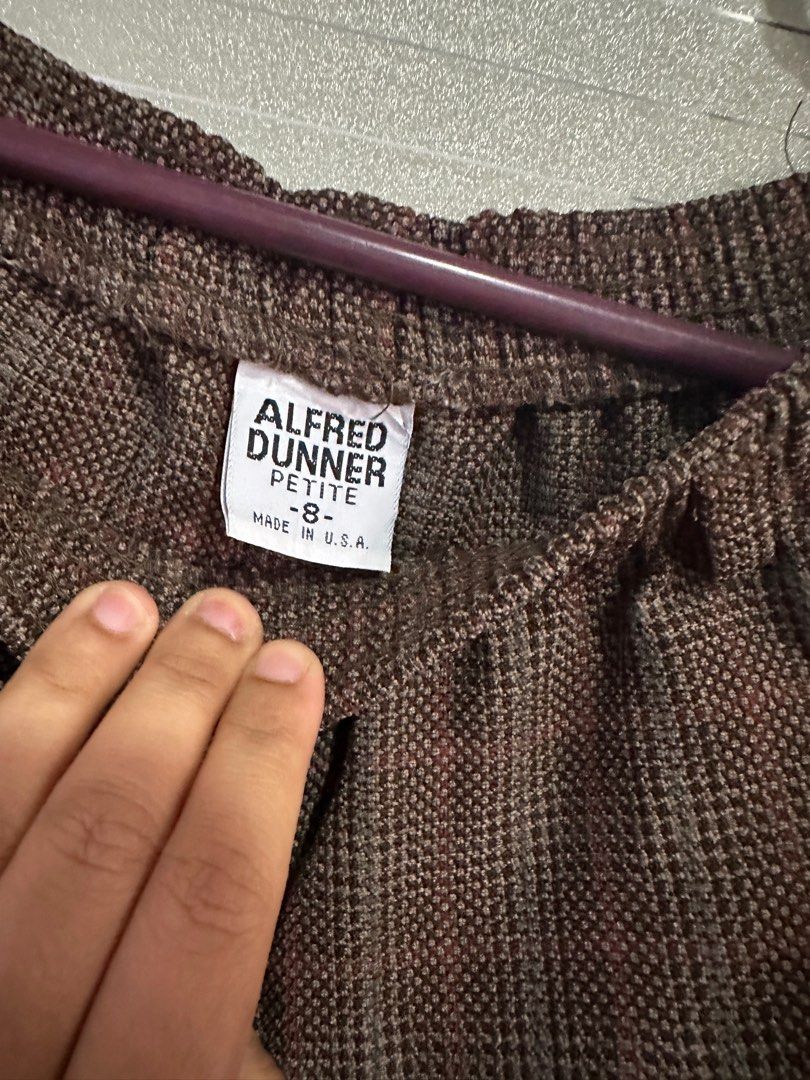 ALFRED
DUNNER
PETITE
-8-
MADE IN U.S.A.